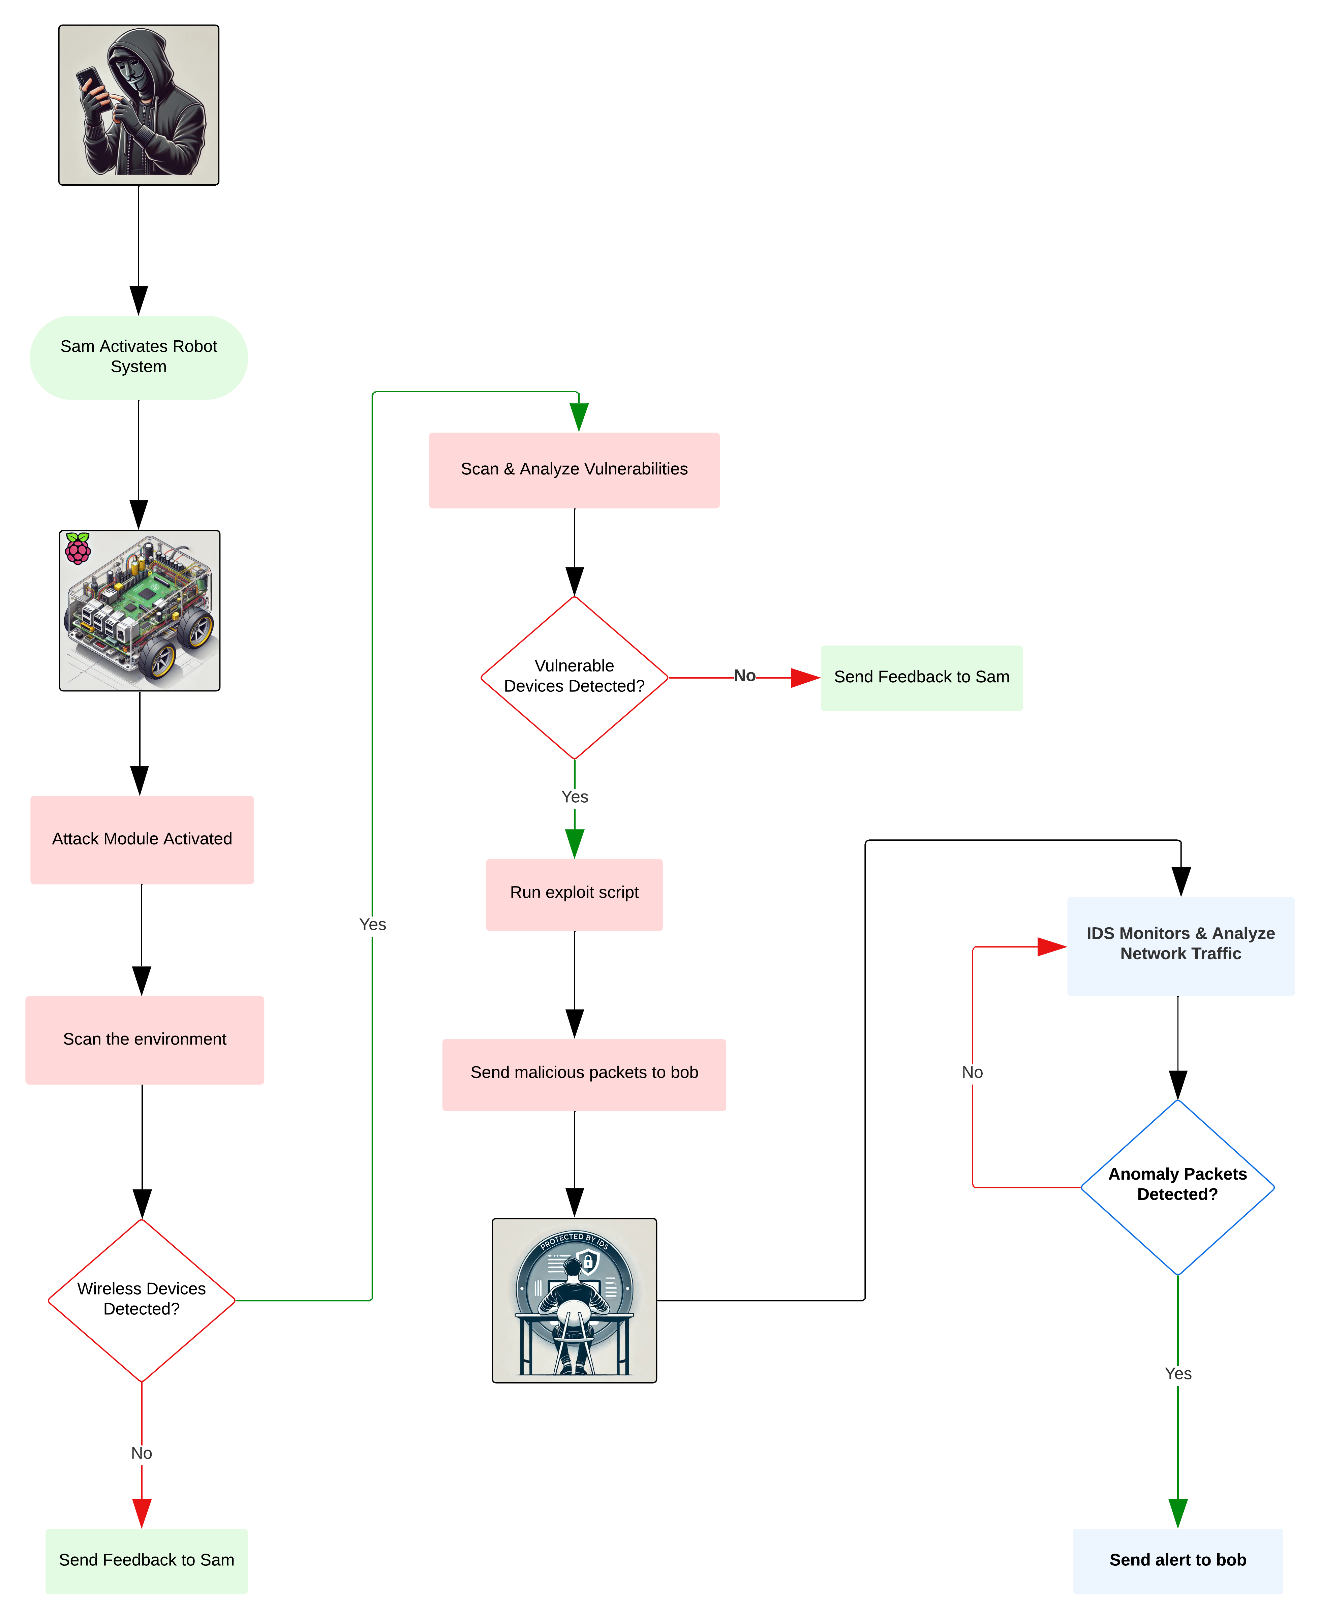 Sam Activates Robot
System
Attack Module Activated
Scan the environment
Wireless Devices
Detected?
No
Send Feedback to Sam
Yes
Scan & Analyze Vulnerabilities
Vulnerable
Devices Detected?
No
Send Feedback to Sam
Yes
Run exploit script
Send malicious packets to bob
PROTECTED BY IDS
IDS Monitors & Analyze
Network Traffic
No
Anomaly Packets
Detected?
Yes
Send alert to bob